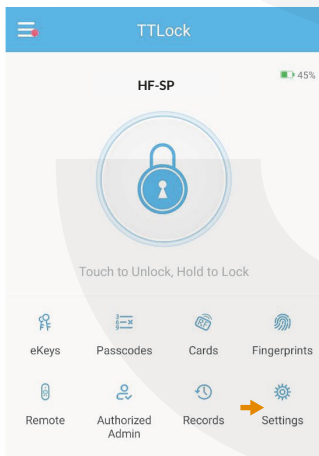 TTLock
HF-SP
45%
Touch to Unlock, Hold to Lock
eKeys Passcodes Cards Fingerprints
RF
Remote Authorized Admin Records Settings